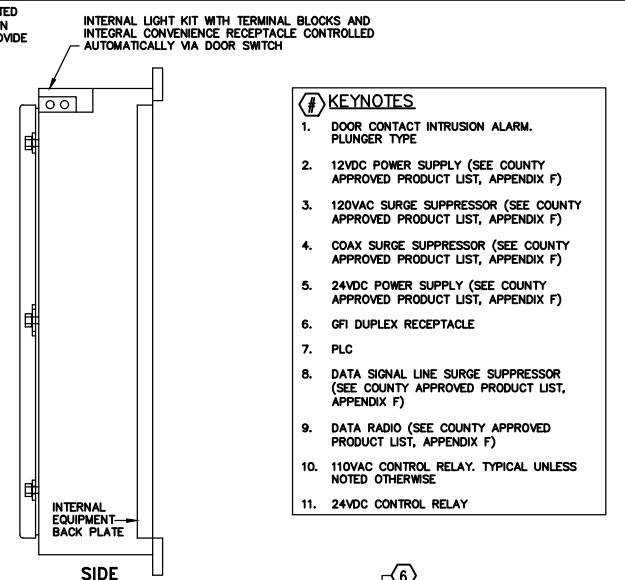 TED
N
OVIDE
INTERNAL LIGHT KIT WITH TERMINAL BLOCKS AND
INTEGRAL CONVENIENCE RECEPTACLE CONTROLLED
AUTOMATICALLY VIA DOOR SWITCH
# KEYNOTES
1. DOOR CONTACT INTRUSION ALARM.
PLUNGER TYPE
2. 12VDC POWER SUPPLY (SEE COUNTY
APPROVED PRODUCT LIST, APPENDIX F)
3. 120VAC SURGE SUPPRESSOR (SEE COUNTY
APPROVED PRODUCT LIST, APPENDIX F)
4. COAX SURGE SUPPRESSOR (SEE COUNTY
APPROVED PRODUCT LIST, APPENDIX F)
5. 24VDC POWER SUPPLY (SEE COUNTY
APPROVED PRODUCT LIST, APPENDIX F)
6. GFI DUPLEX RECEPTACLE
7. PLC
8. DATA SIGNAL LINE SURGE SUPPRESSOR
(SEE COUNTY APPROVED PRODUCT LIST,
APPENDIX F)
9. DATA RADIO (SEE COUNTY APPROVED
PRODUCT LIST, APPENDIX F)
10. 110VAC CONTROL RELAY. TYPICAL UNLESS
NOTED OTHERWISE
11. 24VDC CONTROL RELAY
INTERNAL
EQUIPMENT
BACK PLATE
SIDE
6